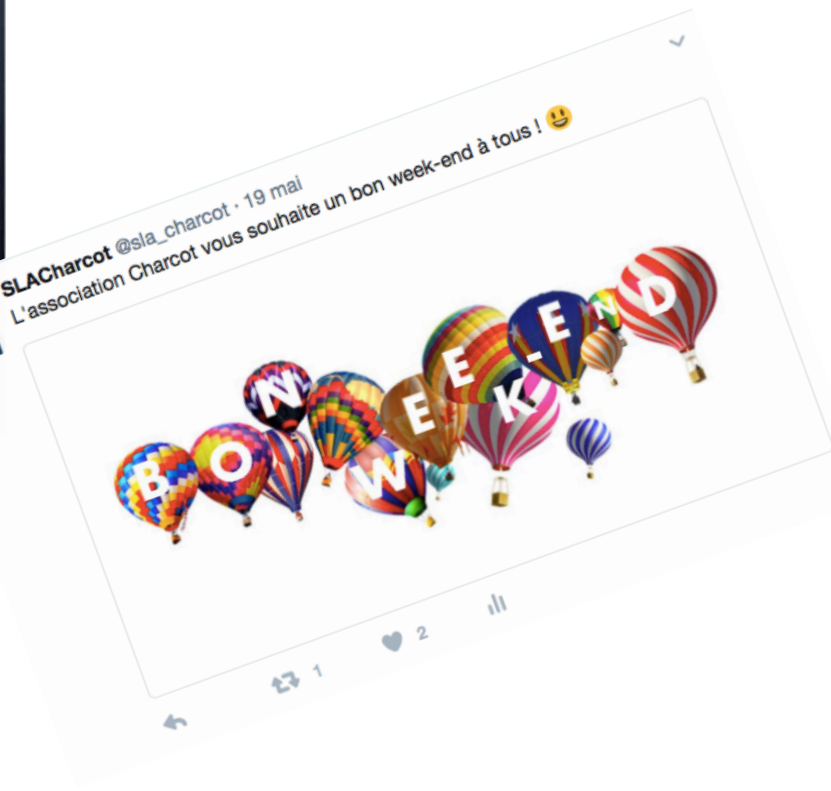 SLACharcot @sla_charcot · 19 mai
L'association Charcot vous souhaite un bon week-end à tous ! 😃
BON WEEK-END
1 2